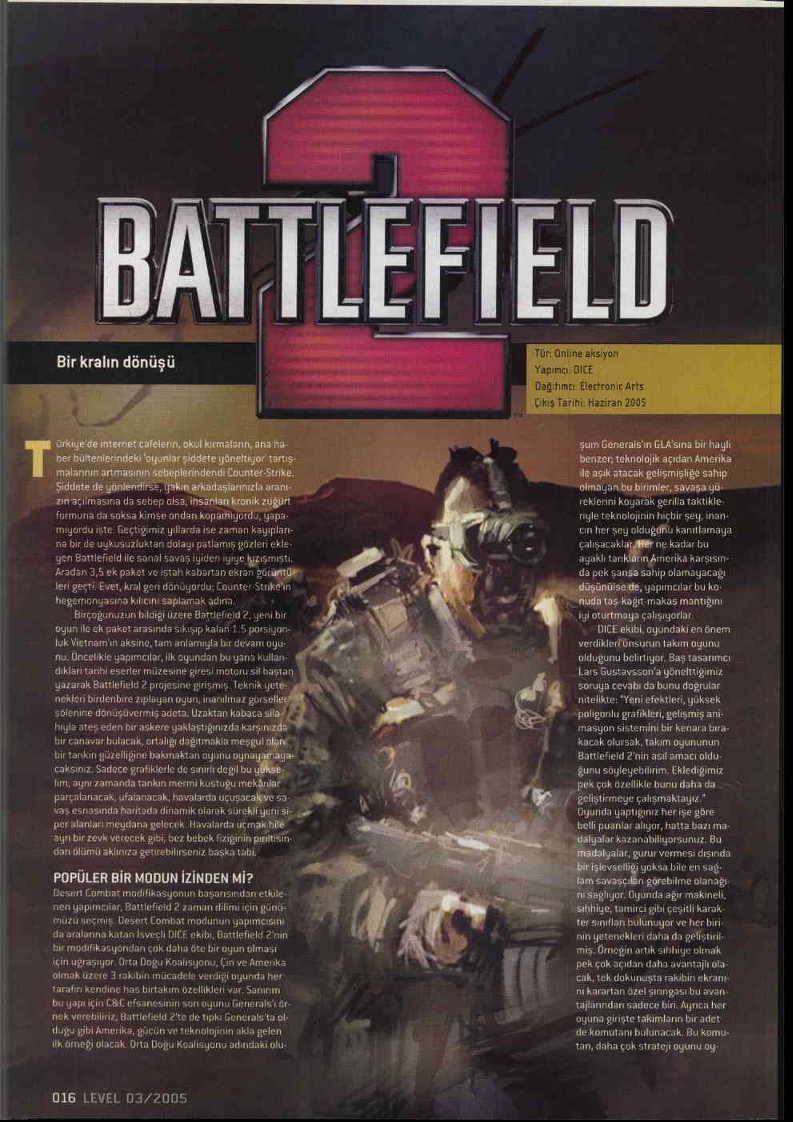 BATTLEFIELD
2
Bir kralın dönüşü
Tür: Online aksiyon
Yapımcı: DICE
Dağıtımcı: Electronic Arts
Çıkış Tarihi: Haziran 2005
Türkiye'de internet cafelerin, okul kırmaların, ana ha-
ber bültenlerindeki 'oyunlar şiddete yöneltiyor' tartış-
malarının artmasının sebeplerindendi Counter-Strike.
Şiddete de yönlendirse, yakın arkadaşlarınızla aranı-
zın açılmasına da sebep olsa, insanları kronik züğürt
formuna da soksa kimse ondan kopamıyordu, yapa-
mıyordu işte. Geçtiğimiz yıllarda ise zaman kayıpları-
na bir de uykusuzluktan dolayı patlamış gözleri ekle-
yen Battlefield ile sanal savaş iyiden iyiye kızışmıştı.
Aradan 3,5 ek paket ve iştah kabartan ekran görüntü-
leri geçti. Evet, kral geri dönüyordu; Counter-Strike'ın
hegemonyasına kılıcını saplamak adına.
Birçoğunuzun bildiği üzere Battlefield 2, yeni bir
oyun ile ek paket arasında sıkışıp kalan 1.5 porsiyon-
luk Vietnam'ın aksine, tam anlamıyla bir devam oyu-
nu. Öncelikle yapımcılar, ilk oyundan bu yana kullan-
dıkları tarihi eserler müzesine giresi motoru sil baştan
yazarak Battlefield 2 projesine girişmiş. Teknik yete-
nekleri birdenbire zıplayan oyun, inanılmaz görseller
şölenine dönüşüvermiş adeta. Uzaktan kabaca sila-
hıyla ateş eden bir askere yaklaştığınızda karşınızda
bir canavar bulacak, ortalığı dağıtmakla meşgul olan
bir tankın güzelliğine bakmaktan oyunu oynayamaya-
caksınız. Sadece grafiklerle de sınırlı değil bu yükse-
lim, aynı zamanda tankın mermi kustuğu mekânlar
parçalanacak, ufalanacak, havalarda uçuşacak ve sa-
vaş esnasında haritada dinamik olarak sürekli yeni si-
per alanları meydana gelecek. Havalarda uçmak bile
ayrı bir zevk verecek gibi, bez bebek fiziğinin pırıltısın-
dan ölümü aklınıza getirebilirseniz başka tabi.
POPÜLER BİR MODUN İZİNDEN Mİ?
Desert Combat modifikasyonun başarısından etkile-
nen yapımcılar, Battlefield 2 zaman dilimi için günü-
müzü seçmiş. Desert Combat modunun yapımcısını
da aralarına katan İsveçli DICE ekibi, Battlefield 2'nin
bir modifikasyondan çok daha öte bir oyun olması
için uğraşıyor. Orta Doğu Koalisyonu, Çin ve Amerika
olmak üzere 3 rakibin mücadele verdiği oyunda her
tarafın kendine has birtakım özellikleri var. Sanırım
bu yapı için C&C efsanesinin son oyunu Generals'ı ör-
nek verebiliriz; Battlefield 2'te de tıpkı Generals'ta ol-
duğu gibi Amerika, gücün ve teknolojinin akla gelen
ilk örneği olacak. Orta Doğu Koalisyonu adındaki olu-
şum Generals'ın GLA'sına bir hayli
benzer; teknolojik açıdan Amerika
ile aşık atacak gelişmişliğe sahip
olmayan bu birimler, savaşa yü-
reklerini koyarak gerilla taktikle-
riyle teknolojinin hiçbir şey, inan-
cın her şey olduğunu kanıtlamaya
çalışacaklar. Her ne kadar bu
ayaklı tankların Amerika karşısın-
da pek şansa sahip olamayacağı
düşünülse de, yapımcılar bu ko-
nuda taş-kağıt-makas mantığını
iyi oturtmaya çalışıyorlar.
DICE ekibi, oyundaki en önem
verdikleri unsurun takım oyunu
olduğunu belirtiyor. Baş tasarımcı
Lars Gustavsson'a yönelttiğimiz
soruya cevabı da bunu doğrular
nitelikte: "Yeni efektleri, yüksek
poligonlu grafikleri, gelişmiş ani-
masyon sistemini bir kenara bıra-
kacak olursak, takım oyununun
Battlefield 2'nin asıl amacı oldu-
ğunu söyleyebilirim. Eklediğimiz
pek çok özellikle bunu daha da
geliştirmeye çalışmaktayız."
Oyunda yaptığınız her işe göre
belli puanlar alıyor, hatta bazı ma-
dalyalar kazanabiliyorsunuz. Bu
madalyalar, gurur vermesi dışında
bir işlevselliği yoksa bile en sağ-
lam savaşçıları görebilme olanağı-
nı sağlıyor. Oyunda ağır makineli,
sıhhiye, tamirci gibi çeşitli karak-
ter sınıfları bulunuyor ve her biri-
nin yetenekleri daha da geliştiril-
miş. Örneğin artık sıhhiye olmak
pek çok açıdan daha avantajlı ola-
cak, tek dokunuşta rakibin ekranı-
nı karartan özel şırıngası bu avan-
tajlarından sadece biri. Ayrıca her
oyuna girişte takımların bir adet
de komutanı bulunacak. Bu komu-
tan, daha çok strateji oyunu oy-
016 LEVEL 03/2005